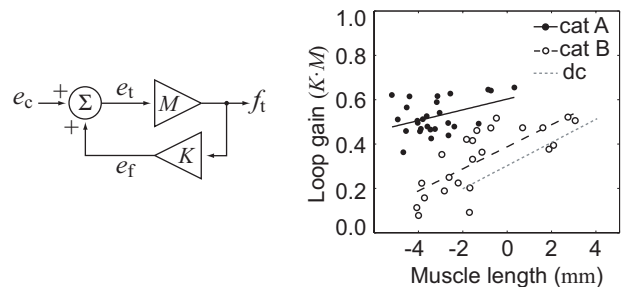 e_c
+
+
Σ
e_t
M
f_t
e_f
K
Loop gain (K·M)
1.0
0.8
0.6
0.4
0.2
0.0
cat A
cat B
dc
-4 -2 0 2 4
Muscle length (mm)